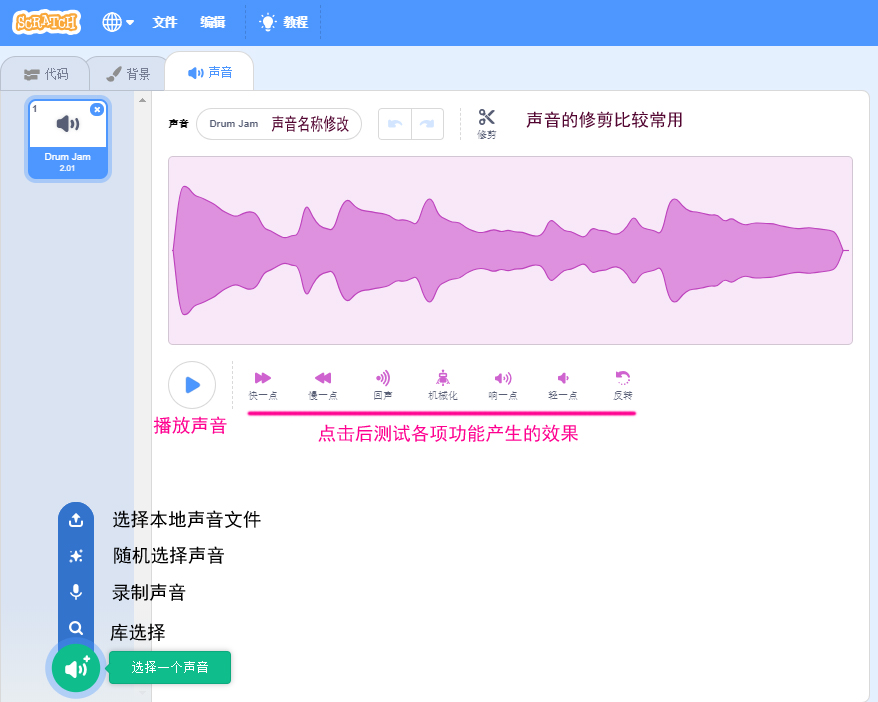 SCRATCH
文件 编辑 教程
代码 背景 声音
1
Drum Jam
2.01
声音 Drum Jam 声音名称修改
修剪
声音的修剪比较常用
快一点 慢一点 回声 机械化 响一点 轻一点 反转
播放声音
点击后测试各项功能产生的效果
选择本地声音文件
随机选择声音
录制声音
库选择
选择一个声音